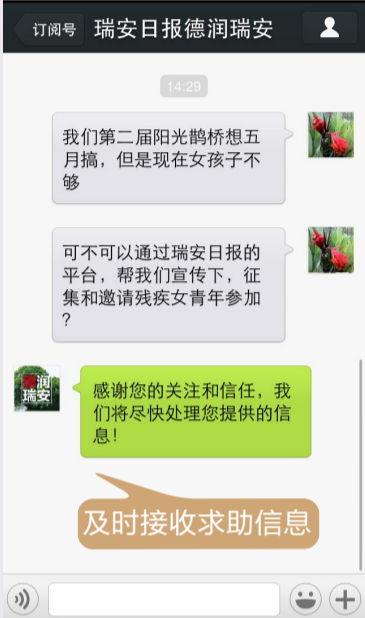 订阅号
瑞安日报德润瑞安
14:29
我们第二届阳光鹊桥想五
月搞，但是现在女孩子不
够
可不可以通过瑞安日报的
平台，帮我们宣传下，征
集和邀请残疾女青年参加
？
德润
瑞安
感谢您的关注和信任，我
们将尽快处理您提供的信
息！
及时接收求助信息